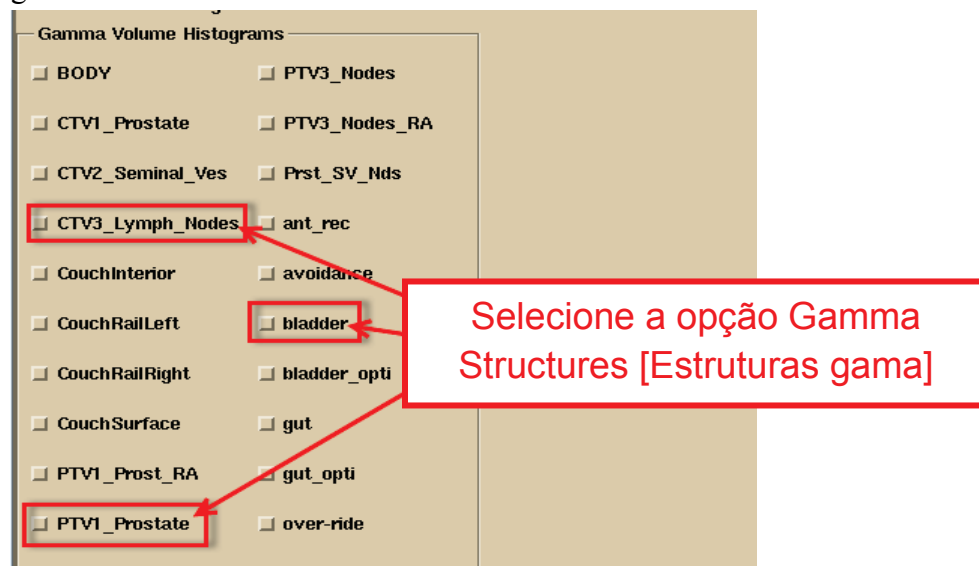 Gamma Volume Histograms
BODY
PTV3_Nodes
CTV1_Prostate
PTV3_Nodes_RA
CTV2_Seminal_Ves
Prst_SV_Nds
CTV3_Lymph_Nodes
ant_rec
CouchInterior
avoidance
CouchRailLeft
bladder
CouchRailRight
bladder_opti
CouchSurface
gut
PTV1_Prost_RA
gut_opti
PTV1_Prostate
over-ride
Selecione a opção Gamma
Structures [Estruturas gama]